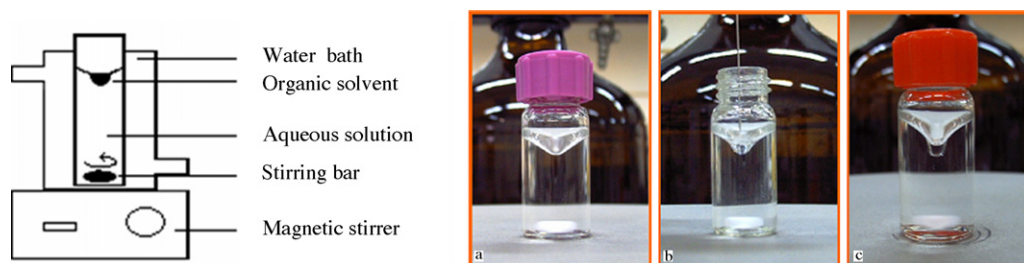 Water bath
Organic solvent
Aqueous solution
Stirring bar
Magnetic stirrer
a
b
c